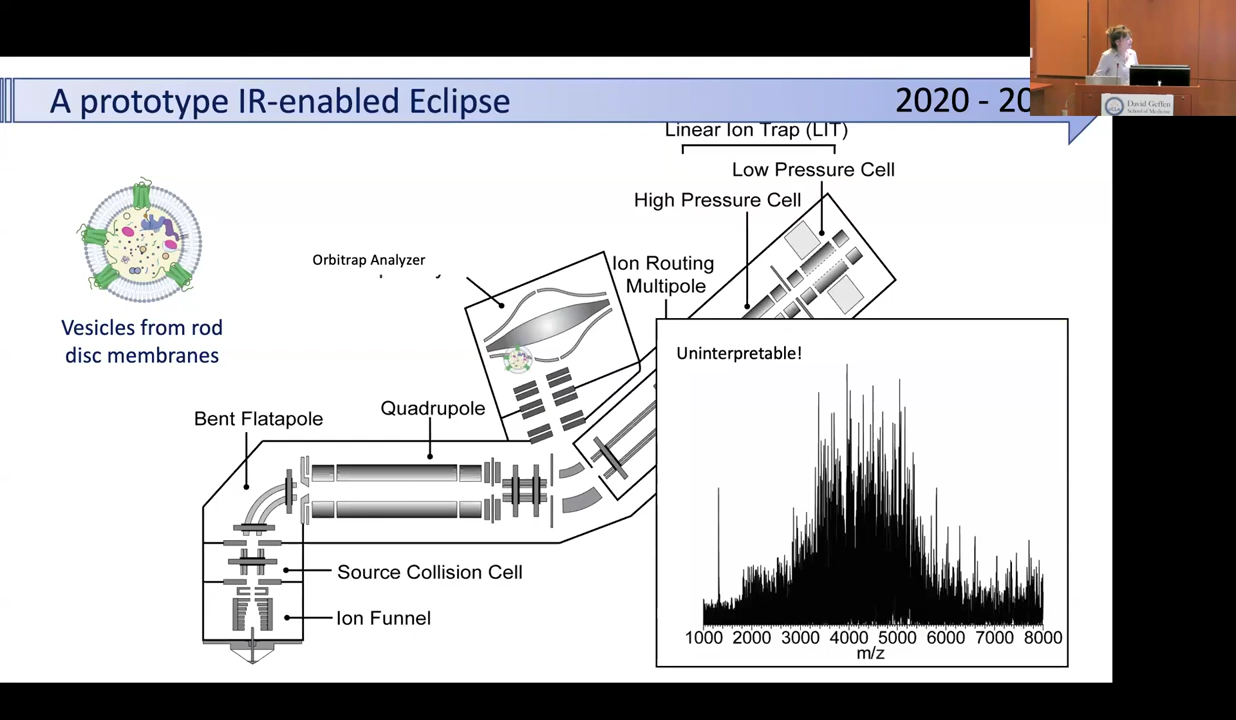 A prototype IR-enabled Eclipse
2020 - 20
David Geffen
School of Medicine
Linear Ion Trap (LIT)
Low Pressure Cell
High Pressure Cell
Orbitrap Analyzer
Ion Routing
Multipole
Vesicles from rod
disc membranes
Uninterpretable!
Bent Flatapole
Quadrupole
Source Collision Cell
Ion Funnel
1000 2000 3000 4000 5000 6000 7000 8000
m/z